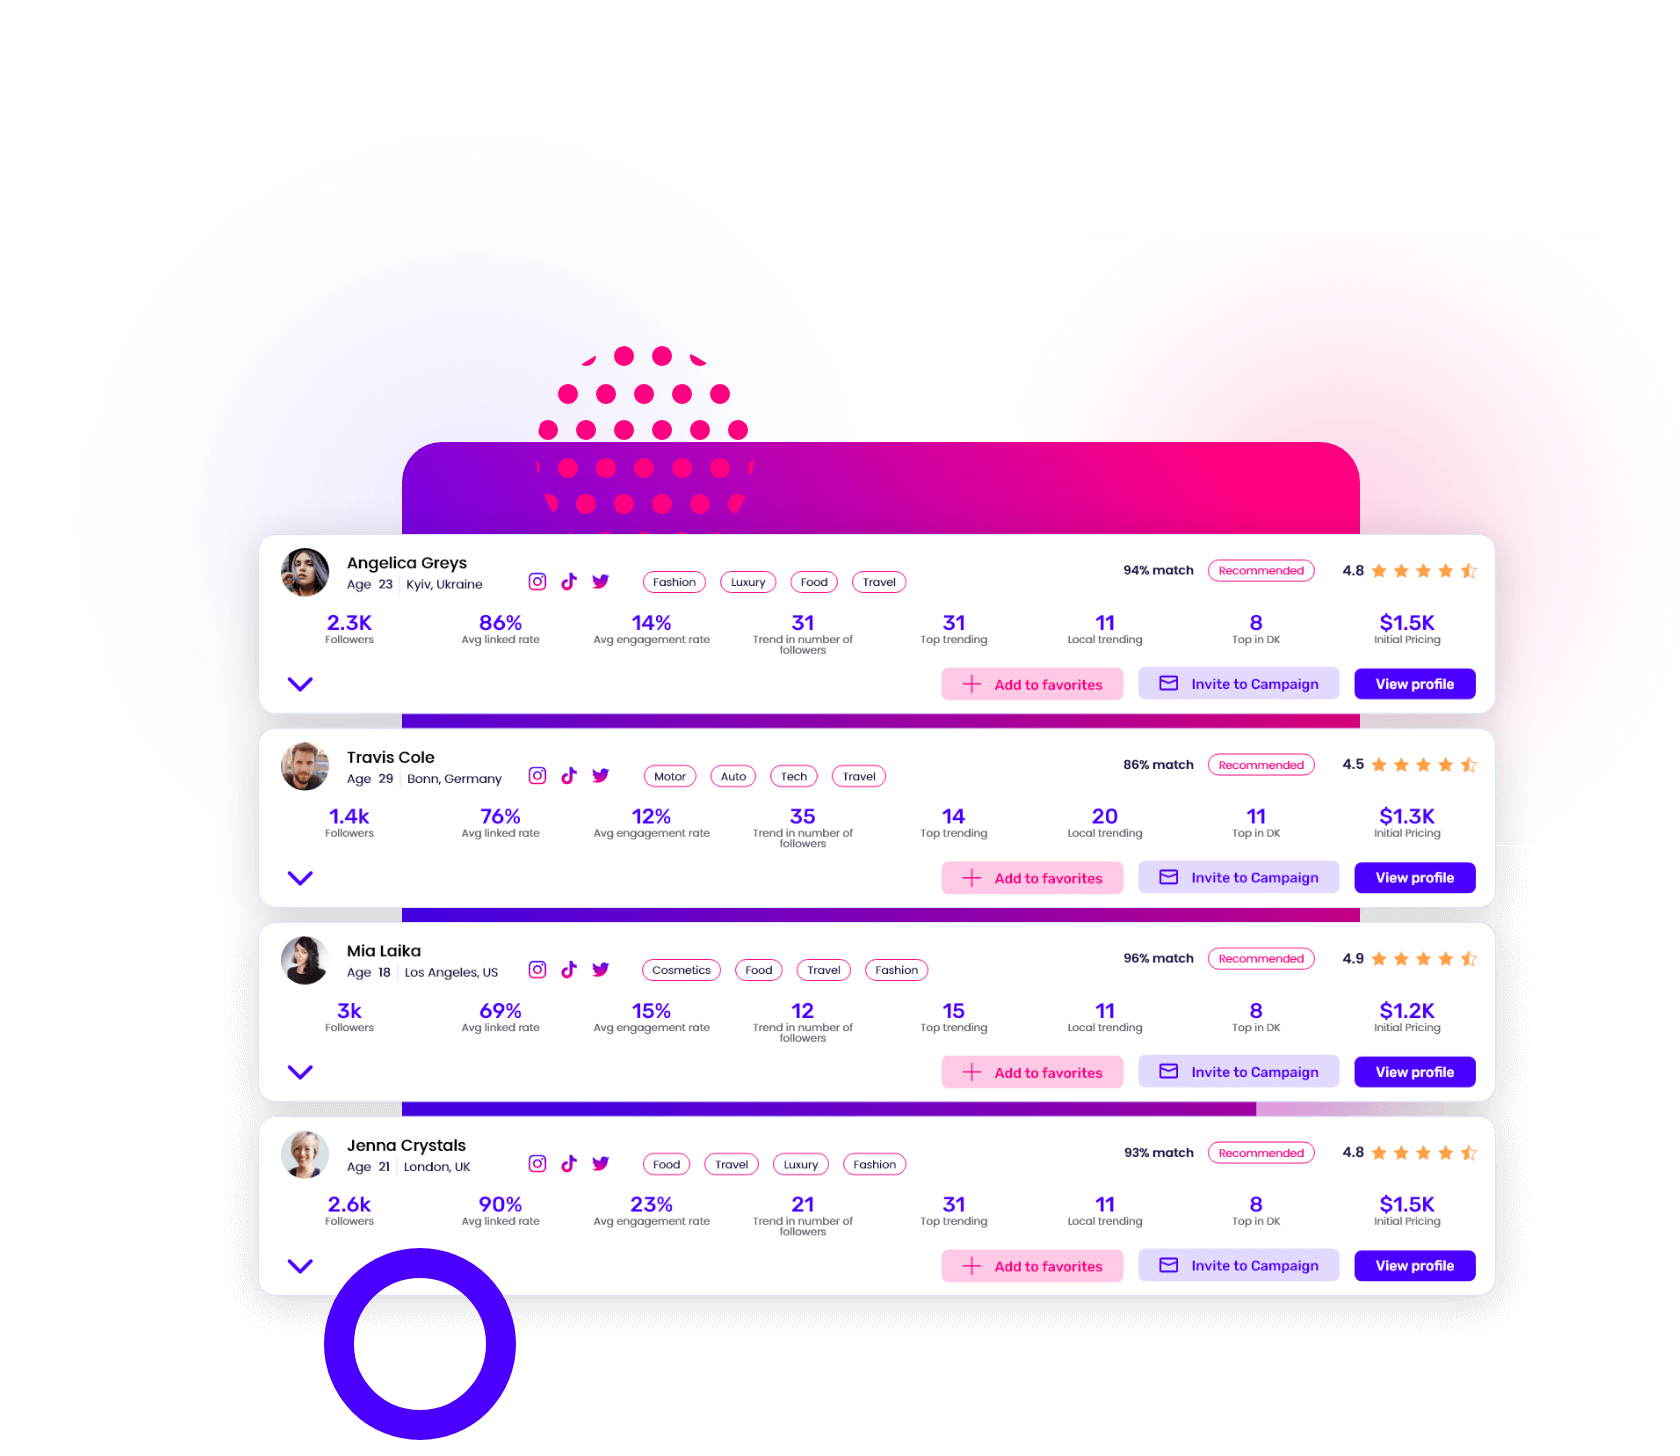 Angelica Greys
Age 23 Kyiv, Ukraine
Fashion Luxury Food Travel
94% match Recommended 4.8
2.3K 86% 14% 31 31 11 8 $1.5K
Followers Avg linked rate Avg engagement rate Trend in number of Top trending Local trending Top in DK Initial Pricing
followers
Add to favorites Invite to Campaign View profile
Travis Cole
Age 29 Bonn, Germany
Motor Auto Tech Travel
86% match Recommended 4.5
1.4k 76% 12% 35 14 20 11 $1.3K
Followers Avg linked rate Avg engagement rate Trend in number of Top trending Local trending Top in DK Initial Pricing
followers
Add to favorites Invite to Campaign View profile
Mia Laika
Age 18 Los Angeles, US
Cosmetics Food Travel Fashion
96% match Recommended 4.9
3k 69% 15% 12 15 11 8 $1.2K
Followers Avg linked rate Avg engagement rate Trend in number of Top trending Local trending Top in DK Initial Pricing
followers
Add to favorites Invite to Campaign View profile
Jenna Crystals
Age 21 London, UK
Food Travel Luxury Fashion
93% match Recommended 4.8
2.6k 90% 23% 21 31 11 8 $1.5K
Followers Avg linked rate Avg engagement rate Trend in number of Top trending Local trending Top in DK Initial Pricing
followers
Add to favorites Invite to Campaign View profile